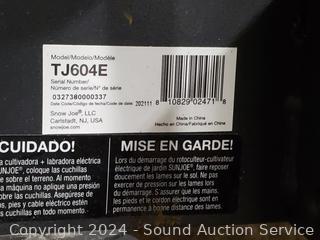 Model/Modelo/Modèle
TJ604E
Serial Number/
Número de serie/N° de série
0327380000337
Date Code/Código de fecha/Code de date 202111
8 10829 02471 8
Snow Joe®, LLC
Carlstadt, NJ, USA
snowjoe.com
Made in China
Hecho en China/Fabriqué en Chine
CUIDADO!
a cultivadora + labradora eléctrica
SUNJOE®, coloque las cuchillas
re el terreno suavemente. Al
la máquina no aplique presión
an a las cuchillas. Mantenga los
pies y cable eléctrico estén
en todo momento.
MISE EN GARDE!
Lors du démarrage du rotoculteur-cultivateur
électrique de jardin SUNJOE®, faire reposer
doucement les lames sur le sol. Lors du
démarrage, n'exercer pas de pression sur les
lames. S'assurer que les mains,
les pieds et le cordon électrique sont en
permanence à bonne distance des lames.
Copyright 2024 - Sound Auction Service